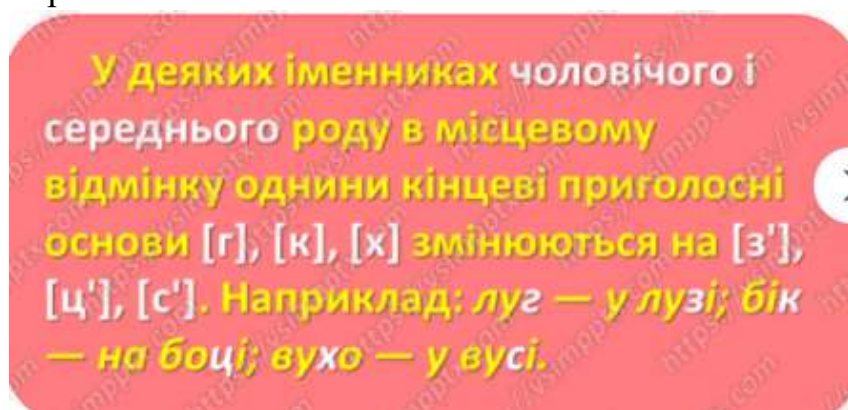 У деяких іменниках чоловічого і
середнього роду в місцевому
відмінку однини кінцеві приголосні
основи [г], [к], [х] змінюються на [з'],
[ц'], [с']. Наприклад: луг — у лузі; бік
— на боці; вухо — у вусі.